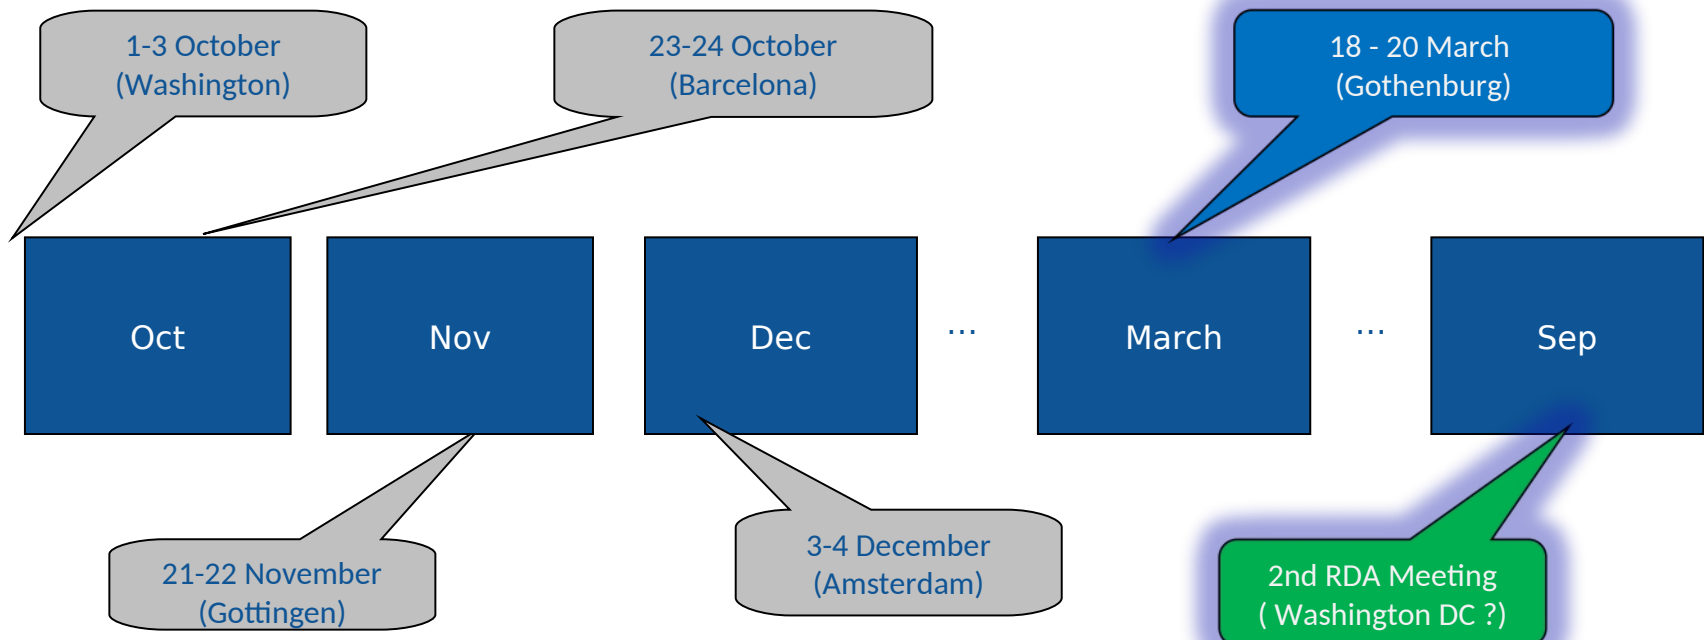 1-3 October
(Washington)
23-24 October
(Barcelona)
18 - 20 March
(Gothenburg)
Oct
Nov
Dec
...
March
...
Sep
21-22 November
(Gottingen)
3-4 December
(Amsterdam)
2nd RDA Meeting
( Washington DC ?)